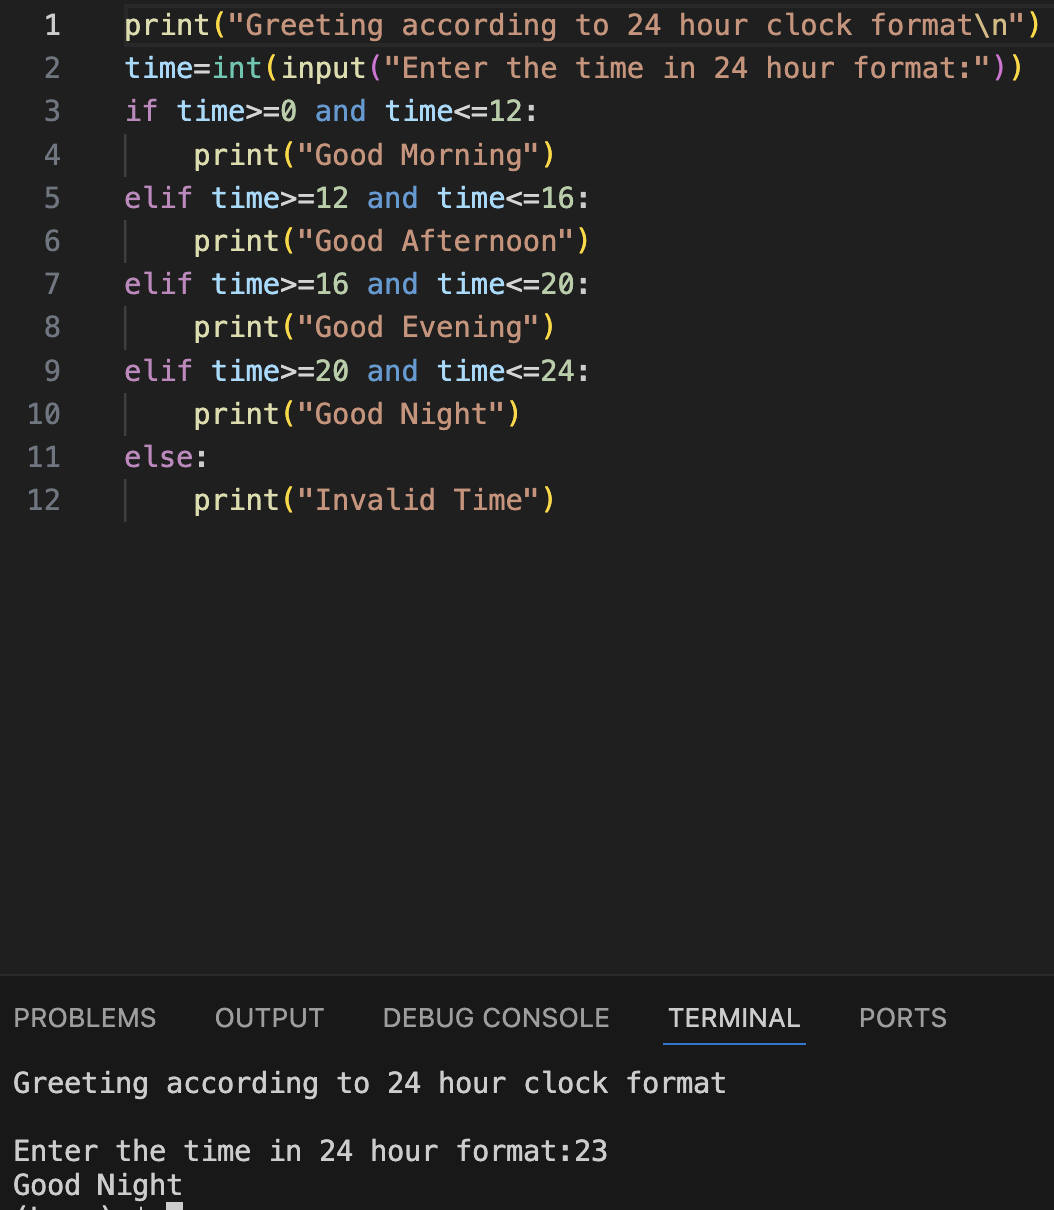 1 print("Greeting according to 24 hour clock format\n")
2 time=int(input("Enter the time in 24 hour format:"))
3 if time>=0 and time<=12:
4     print("Good Morning")
5 elif time>=12 and time<=16:
6     print("Good Afternoon")
7 elif time>=16 and time<=20:
8     print("Good Evening")
9 elif time>=20 and time<=24:
10     print("Good Night")
11 else:
12     print("Invalid Time")
PROBLEMS OUTPUT DEBUG CONSOLE TERMINAL PORTS
Greeting according to 24 hour clock format
Enter the time in 24 hour format:23
Good Night